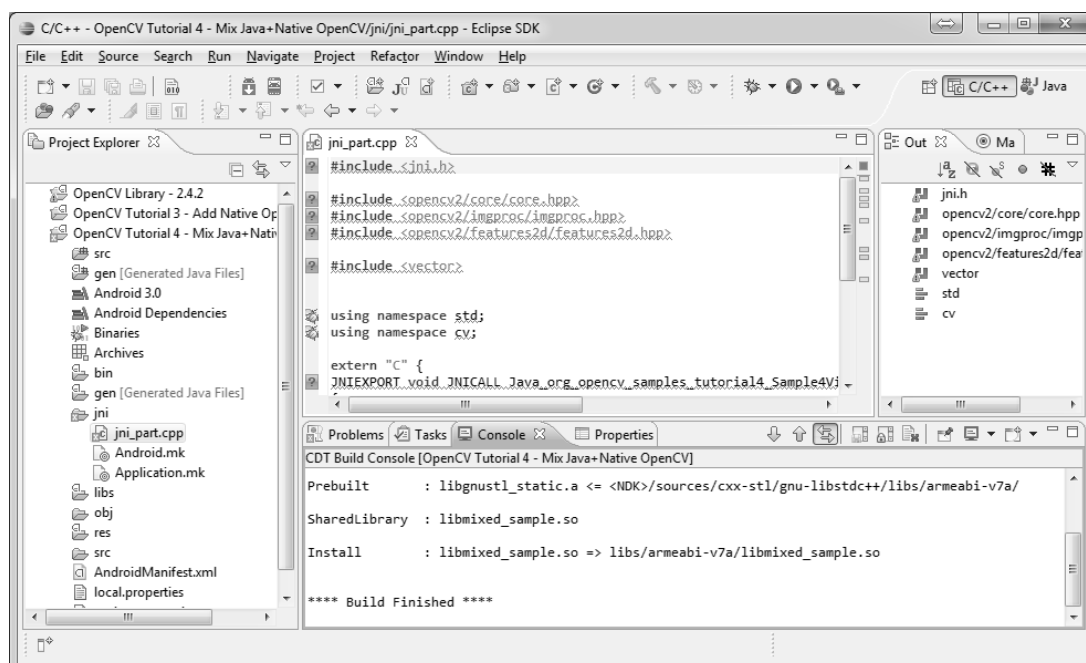 C/C++ - OpenCV Tutorial 4 - Mix Java+Native OpenCV/jni/jni_part.cpp - Eclipse SDK
File Edit Source Search Run Navigate Project Refactor Window Help
C/C++ Java
Project Explorer
OpenCV Library - 2.4.2
OpenCV Tutorial 3 - Add Native Op
OpenCV Tutorial 4 - Mix Java+Nati
src
gen [Generated Java Files]
Android 3.0
Android Dependencies
Binaries
Archives
bin
gen [Generated Java Files]
jni
jni_part.cpp
Android.mk
Application.mk
libs
obj
res
src
AndroidManifest.xml
local.properties
jni_part.cpp
#include <jni.h>
#include <opencv2/core/core.hpp>
#include <opencv2/imgproc/imgproc.hpp>
#include <opencv2/features2d/features2d.hpp>
#include <vector>
using namespace std;
using namespace cv;
extern "C" {
JNIEXPORT void JNICALL Java_org_opencv_samples_tutorial4_Sample4Vi
Out Ma
jni.h
opencv2/core/core.hpp
opencv2/imgproc/imgp
opencv2/features2d/fea
vector
std
cv
Problems Tasks Console Properties
CDT Build Console [OpenCV Tutorial 4 - Mix Java+Native OpenCV]
Prebuilt : libgnustl_static.a <= <NDK>/sources/cxx-stl/gnu-libstdc++/libs/armeabi-v7a/
SharedLibrary : libmixed_sample.so
Install : libmixed_sample.so => libs/armeabi-v7a/libmixed_sample.so
**** Build Finished ****